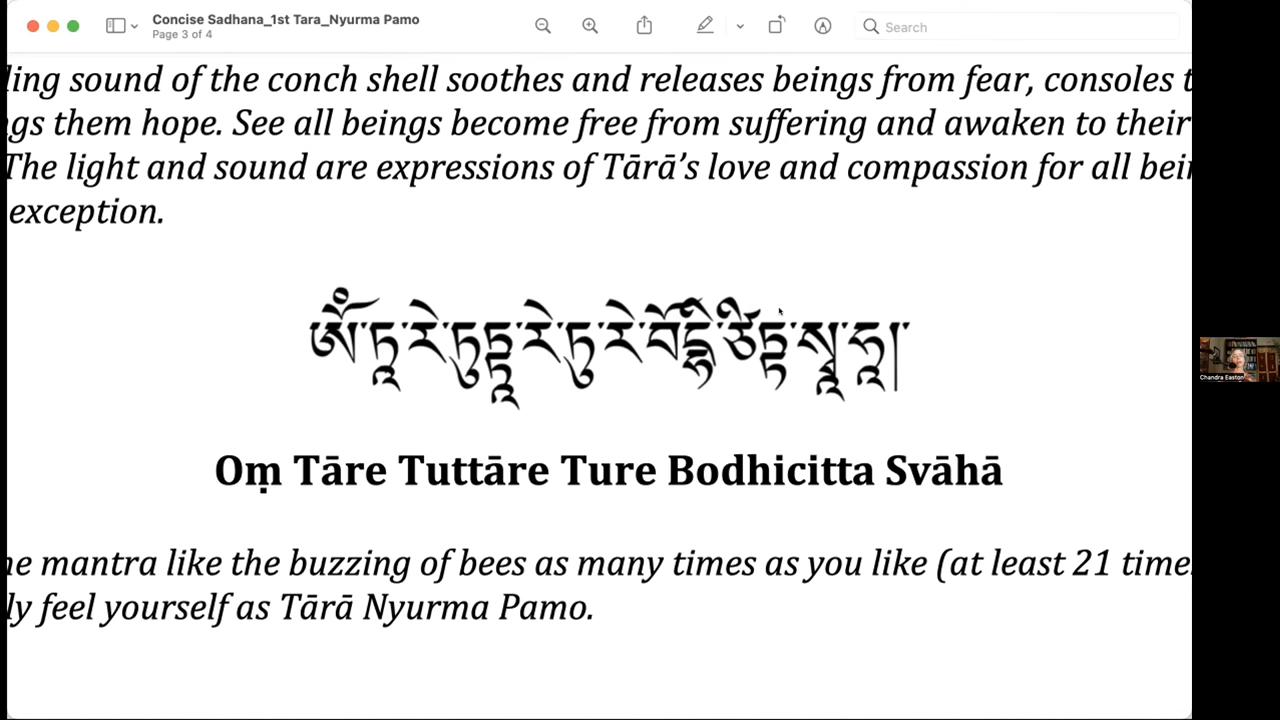 Concise Sadhana_1st Tara_Nyurma Pamo
Page 3 of 4
Search
ling sound of the conch shell soothes and releases beings from fear, consoles t
gs them hope. See all beings become free from suffering and awaken to their
The light and sound are expressions of Tārā’s love and compassion for all bein
exception.
ༀ་ཏཱ་རེ་ཏུཏྟཱ་རེ་ཏུ་རེ་བོདྷི་ཙིཏྟ་སྭཱ་ཧཱ།
Oṃ Tāre Tuttāre Ture Bodhicitta Svāhā
he mantra like the buzzing of bees as many times as you like (at least 21 time
ly feel yourself as Tārā Nyurma Pamo.
Chandra Easton